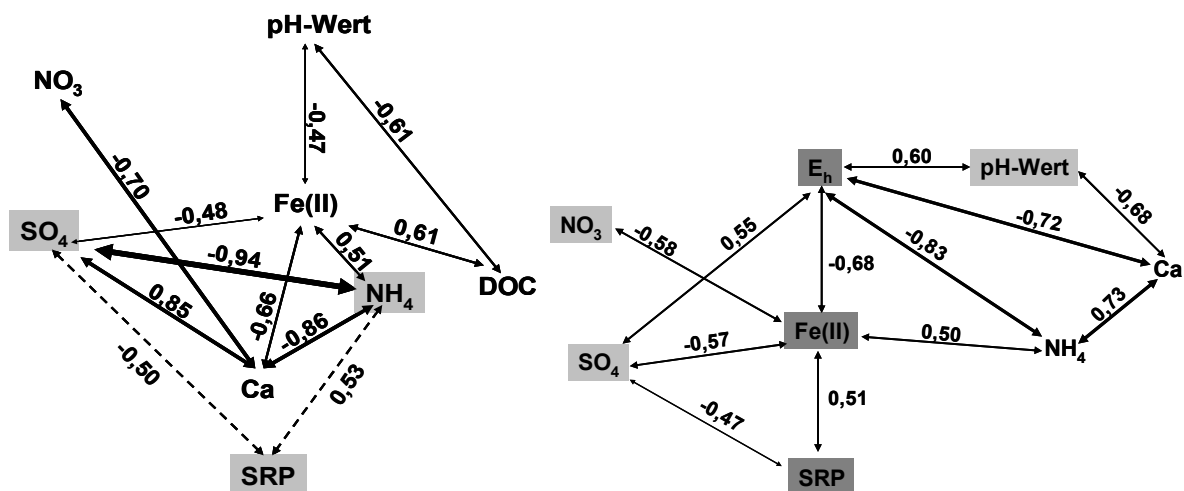 pH-Wert
NO₃
-0,47
-0,61
-0,70
Fe(II)
SO₄
-0,48
0,61
0,51
-0,94
NH₄
DOC
0,85
-0,66
-0,86
-0,50
Ca
0,53
SRP
Eₕ
0,60
pH-Wert
NO₃
-0,58
0,55
-0,72
-0,68
-0,83
-0,68
Ca
Fe(II)
0,73
SO₄
-0,57
0,50
NH₄
0,51
-0,47
SRP